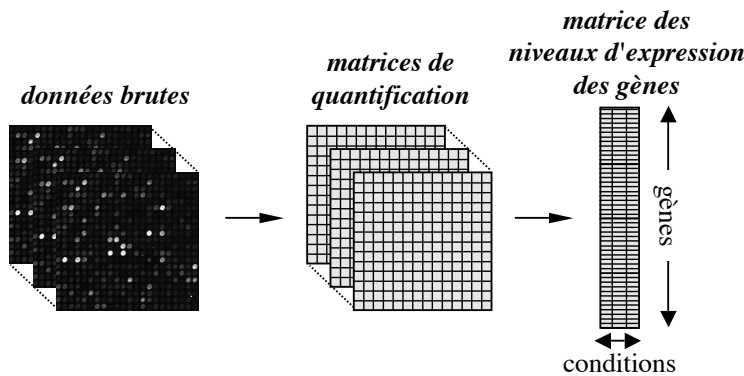 données brutes
matrices de
quantification
matrice des
niveaux d'expression
des gènes
gènes
conditions